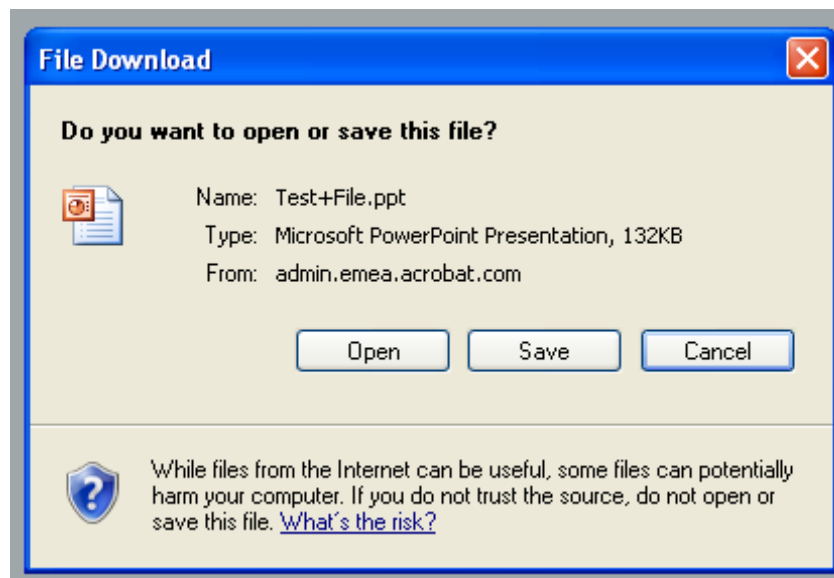 File Download
Do you want to open or save this file?
Name: Test+File.ppt
Type: Microsoft PowerPoint Presentation, 132KB
From: admin.emea.acrobat.com
Open Save Cancel
While files from the Internet can be useful, some files can potentially
harm your computer. If you do not trust the source, do not open or
save this file. What's the risk?